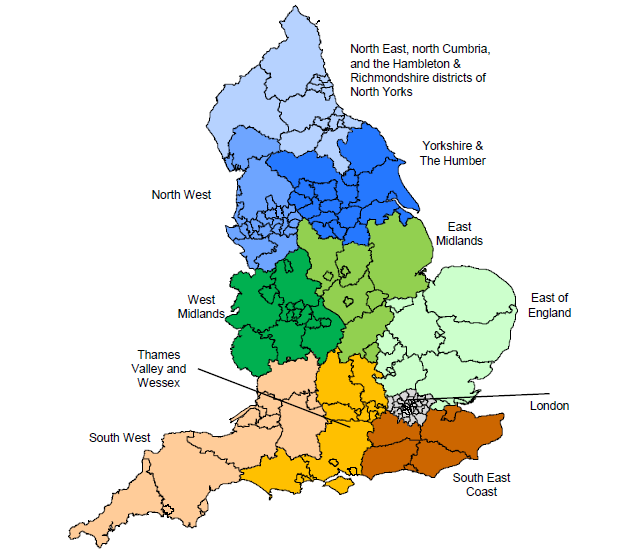 North East, north Cumbria,
and the Hambleton &
Richmondshire districts of
North Yorks
Yorkshire &
The Humber
North West
East
Midlands
West
Midlands
East of
England
Thames
Valley and
Wessex
London
South West
South East
Coast